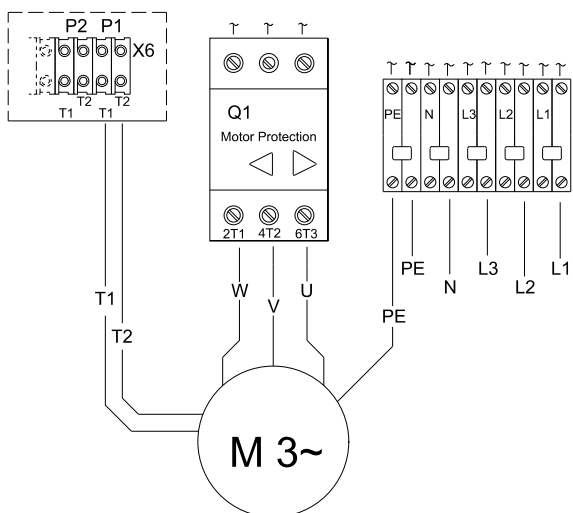 P2 P1
X6
T2 T2
T1 T1
Q1
Motor Protection
2T1 4T2 6T3
PE N L3 L2 L1
PE
N
L3
L2
L1
PE
W
V
U
T1
T2
M 3~